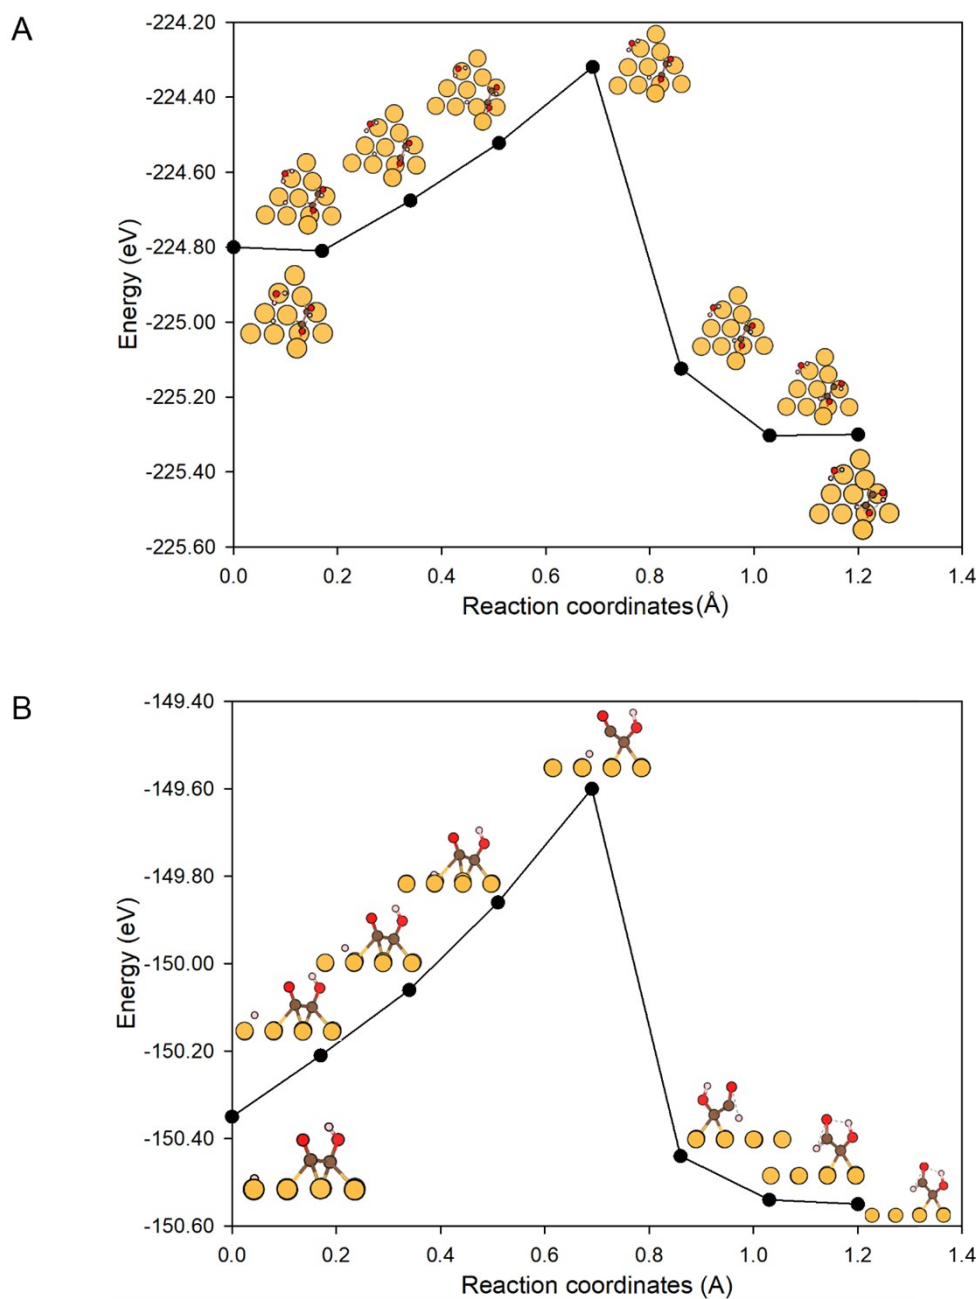 A
-224.20
-224.40
-224.60
-224.80
-225.00
-225.20
-225.40
-225.60
Energy (eV)
0.0 0.2 0.4 0.6 0.8 1.0 1.2 1.4
Reaction coordinates (Å)
B
-149.40
-149.60
-149.80
-150.00
-150.20
-150.40
-150.60
Energy (eV)
0.0 0.2 0.4 0.6 0.8 1.0 1.2 1.4
Reaction coordinates (A)